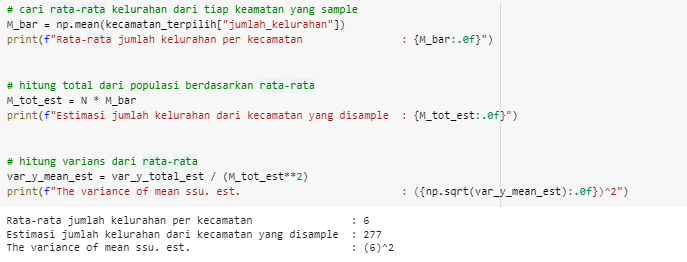 # cari rata-rata kelurahan dari tiap keamatan yang sample
M_bar = np.mean(kecamatan_terpilih["jumlah_kelurahan"])
print(f"Rata-rata jumlah kelurahan per kecamatan               : {M_bar:.0f}")
# hitung total dari populasi berdasarkan rata-rata
M_tot_est = N * M_bar
print(f"Estimasi jumlah kelurahan dari kecamatan yang disample  : {M_tot_est:.0f}")
# hitung varians dari rata-rata
var_y_mean_est = var_y_total_est / (M_tot_est**2)
print(f"The variance of mean ssu. est.                         : ({np.sqrt(var_y_mean_est):.0f})^2")
Rata-rata jumlah kelurahan per kecamatan               : 6
Estimasi jumlah kelurahan dari kecamatan yang disample  : 277
The variance of mean ssu. est.                         : (6)^2